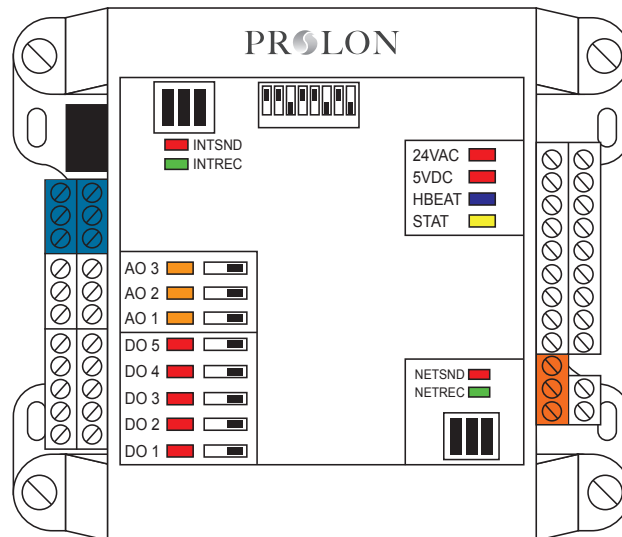 PROLON
INTSND
INTREC
24VAC
5VDC
HBEAT
STAT
AO 3
AO 2
AO 1
DO 5
DO 4
DO 3
DO 2
DO 1
NETSND
NETREC